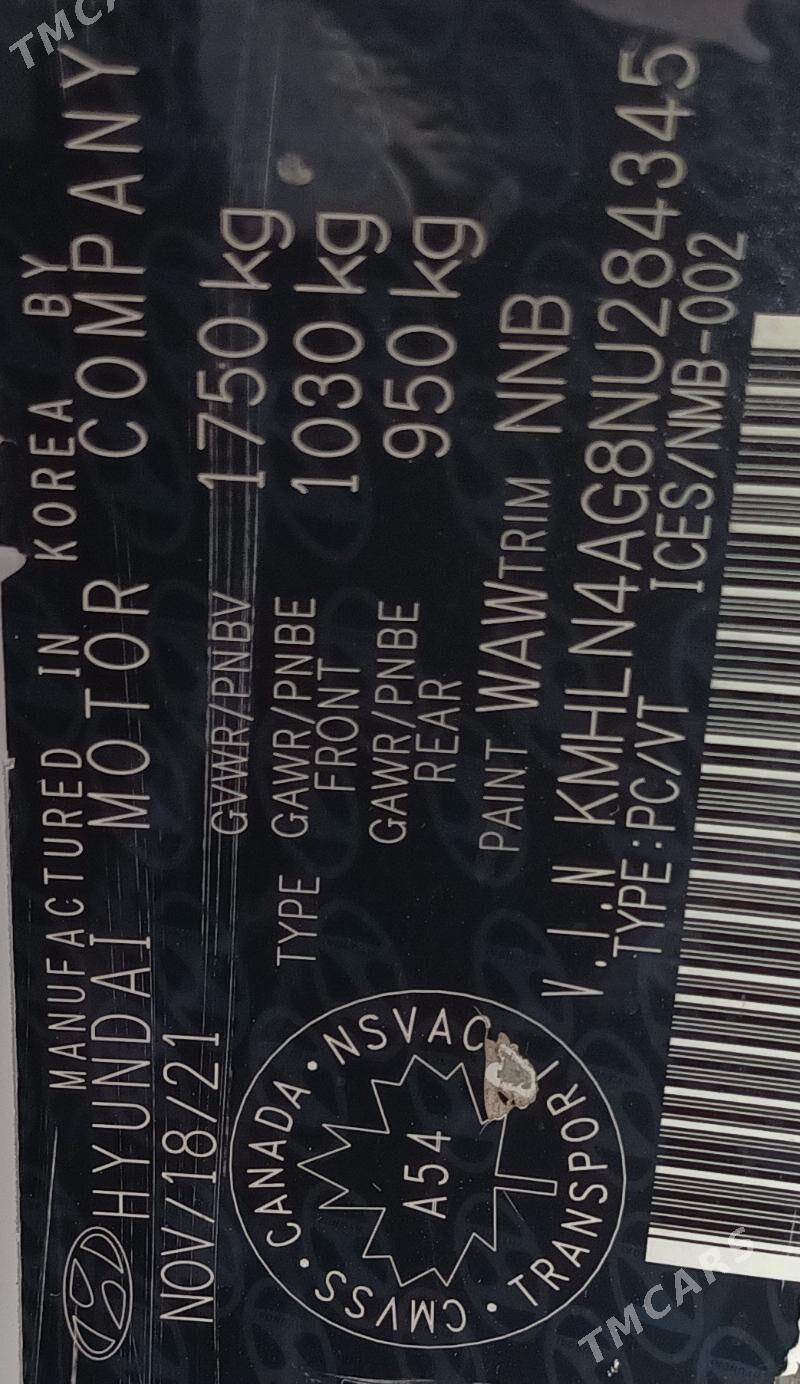 MANUFACTURED IN KOREA BY
HYUNDAI MOTOR COMPANY
NOV/18/21
GVWR/PNBV 1750 kg
TYPE GAWR/PNBE FRONT 1030 kg
GAWR/PNBE REAR 950 kg
PAINT WAW TRIM NNB
V.I.N KMHLN4AG8NU284345
TYPE:PC/VT ICES/NMB-002
CANADA · NSVAC
TRANSPORT
CMVSS
A54
TMCARS